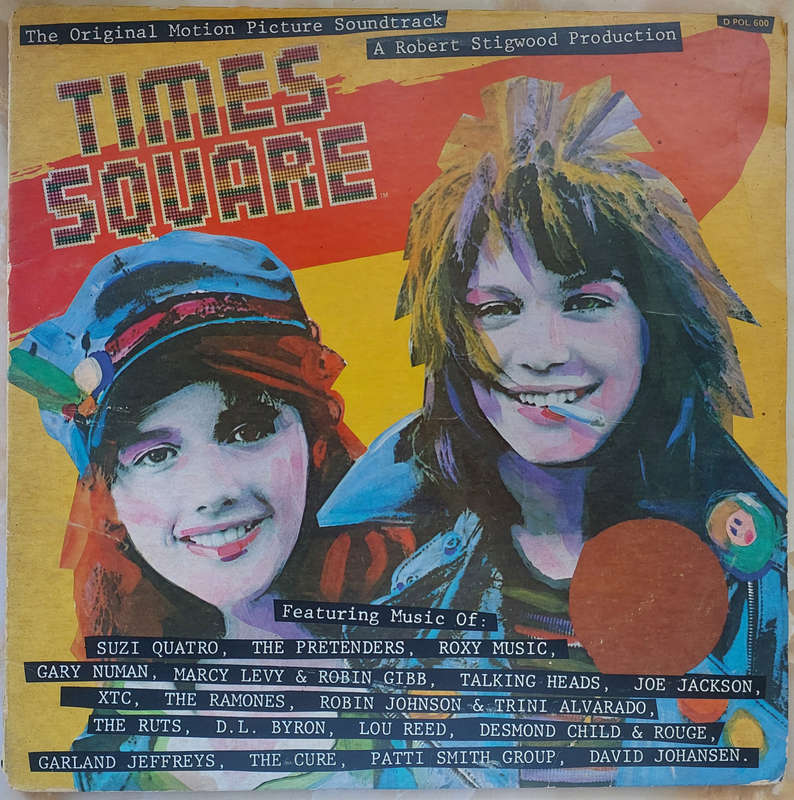 The Original Motion Picture Soundtrack
D POL 600
A Robert Stigwood Production
TIMES
SQUARE™
Featuring Music Of:
SUZI QUATRO, THE PRETENDERS, ROXY MUSIC,
GARY NUMAN, MARCY LEVY & ROBIN GIBB, TALKING HEADS, JOE JACKSON,
XTC, THE RAMONES, ROBIN JOHNSON & TRINI ALVARADO,
THE RUTS, D.L. BYRON, LOU REED, DESMOND CHILD & ROUGE,
GARLAND JEFFREYS, THE CURE, PATTI SMITH GROUP, DAVID JOHANSEN.